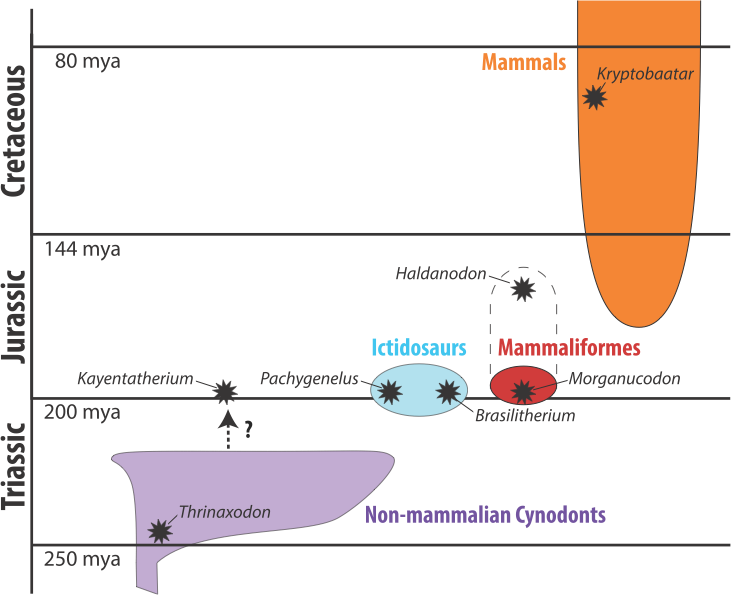 Mammals
80 mya
Kryptobaatar
Cretaceous
144 mya
Haldanodon
Jurassic
Ictidosaurs
Mammaliformes
Kayentatherium
Pachygenelus
Morganucodon
200 mya
Brasilitherium
?
Triassic
Thrinaxodon
Non-mammalian Cynodonts
250 mya